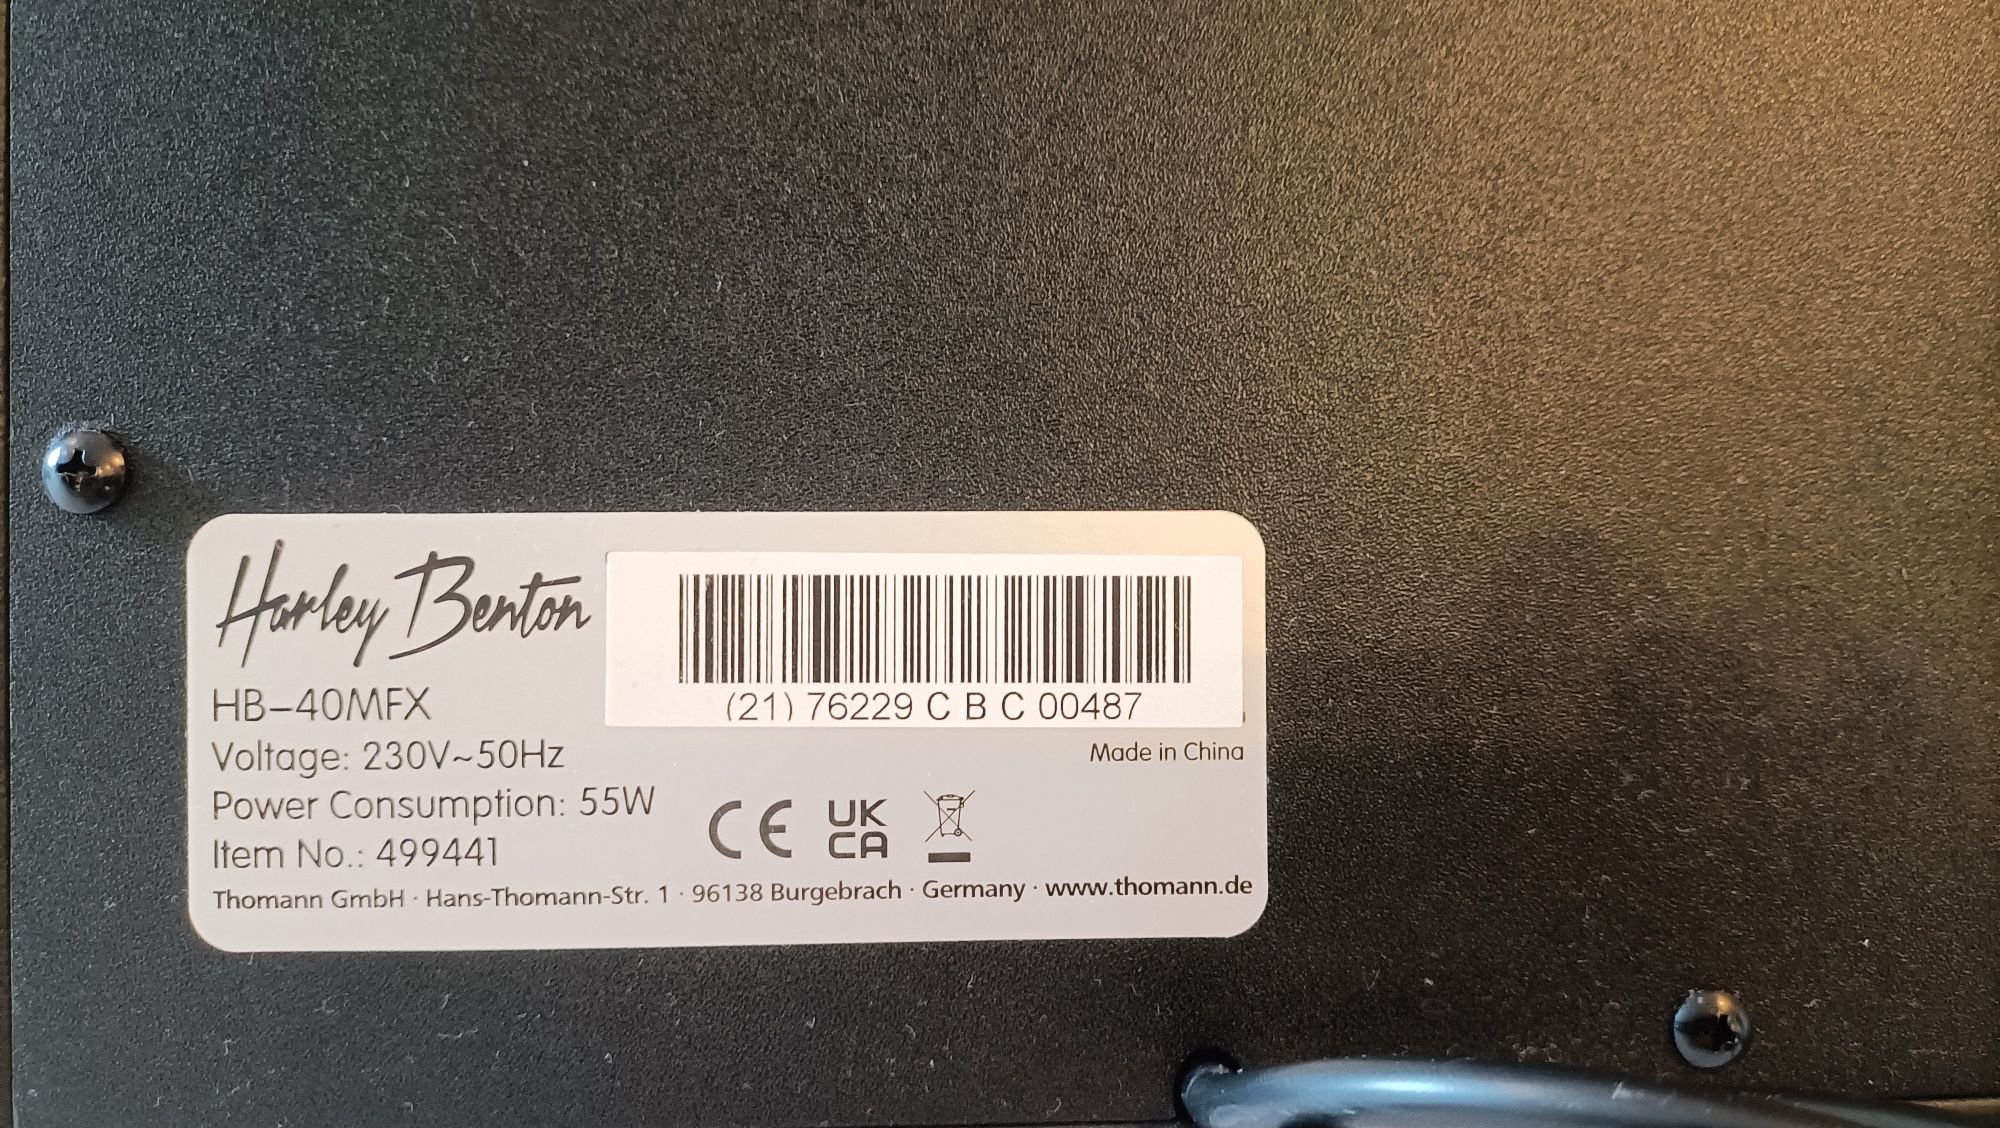 Harley Benton
(21) 76229 C B C 00487
HB-40MFX
Made in China
Voltage: 230V~50Hz
Power Consumption: 55W
CE UK CA
Item No.: 499441
Thomann GmbH · Hans-Thomann-Str. 1 · 96138 Burgebrach · Germany · www.thomann.de